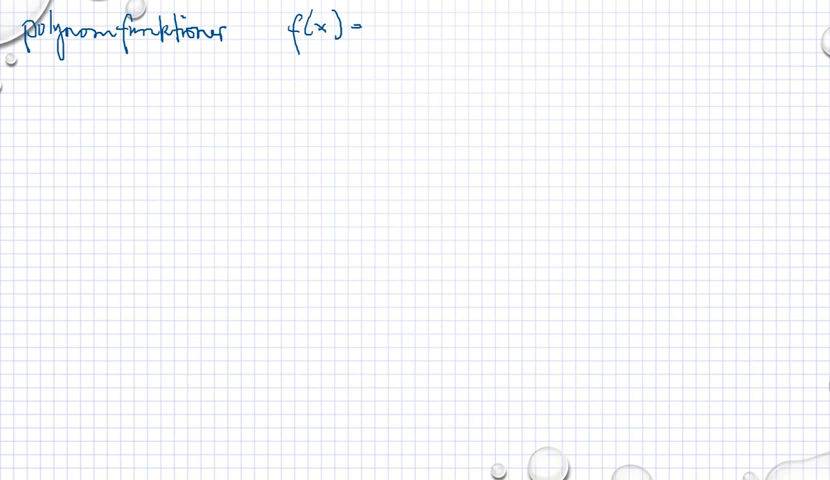 polynomfunktioner f(x) =